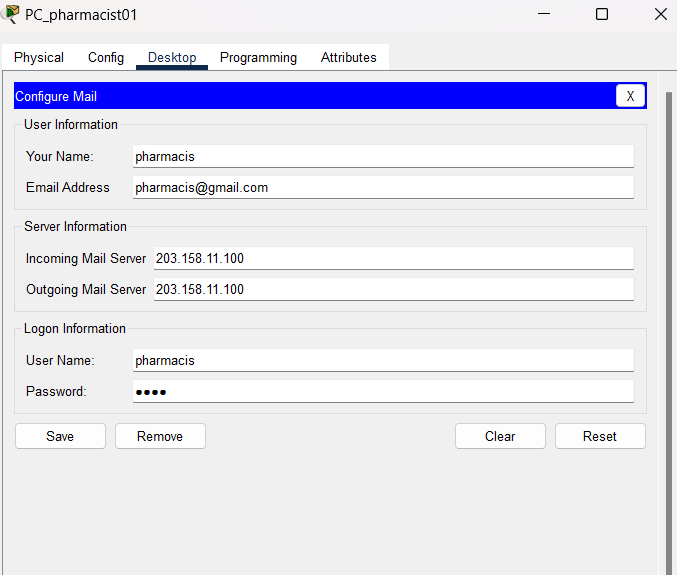 PC_pharmacist01
Physical Config Desktop Programming Attributes
Configure Mail X
User Information
Your Name: pharmacis
Email Address pharmacis@gmail.com
Server Information
Incoming Mail Server 203.158.11.100
Outgoing Mail Server 203.158.11.100
Logon Information
User Name: pharmacis
Password: ●●●●
Save Remove Clear Reset